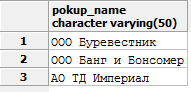 pokup_name
character varying(50)
1 ООО Буревестник
2 ООО Банг и Бонсомер
3 АО ТД Империал